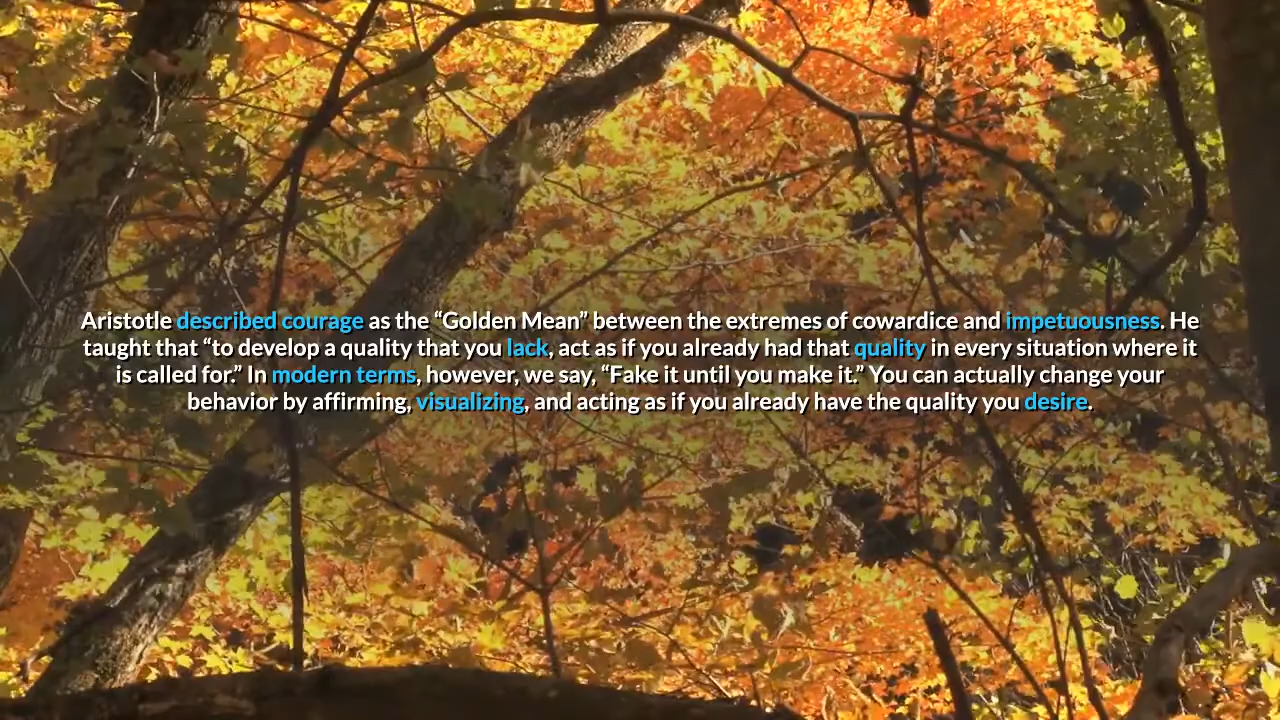 Aristotle described courage as the “Golden Mean” between the extremes of cowardice and impetuousness. He
taught that “to develop a quality that you lack, act as if you already had that quality in every situation where it
is called for.” In modern terms, however, we say, “Fake it until you make it.” You can actually change your
behavior by affirming, visualizing, and acting as if you already have the quality you desire.